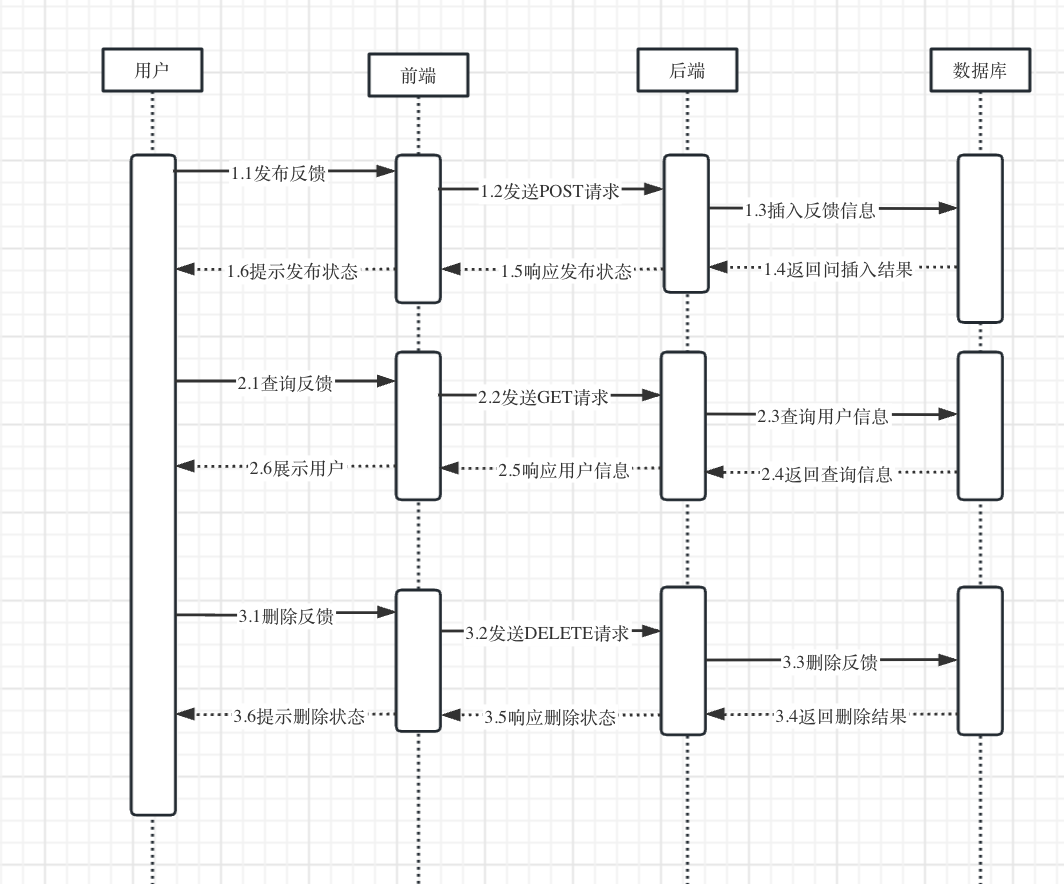 用户
前端
后端
数据库
1.1发布反馈
1.2发送POST请求
1.3插入反馈信息
1.6提示发布状态
1.5响应发布状态
1.4返回问插入结果
2.1查询反馈
2.2发送GET请求
2.3查询用户信息
2.6展示用户
2.5响应用户信息
2.4返回查询信息
3.1删除反馈
3.2发送DELETE请求
3.3删除反馈
3.6提示删除状态
3.5响应删除状态
3.4返回删除结果